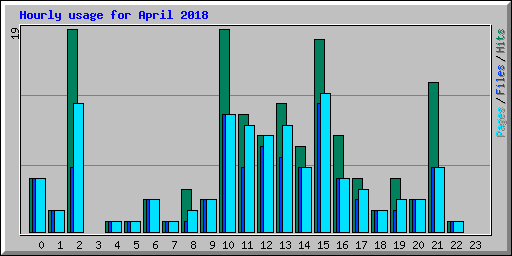 Hourly usage for April 2018
19
Pages/Files/Hits
0 1 2 3 4 5 6 7 8 9 10 11 12 13 14 15 16 17 18 19 20 21 22 23